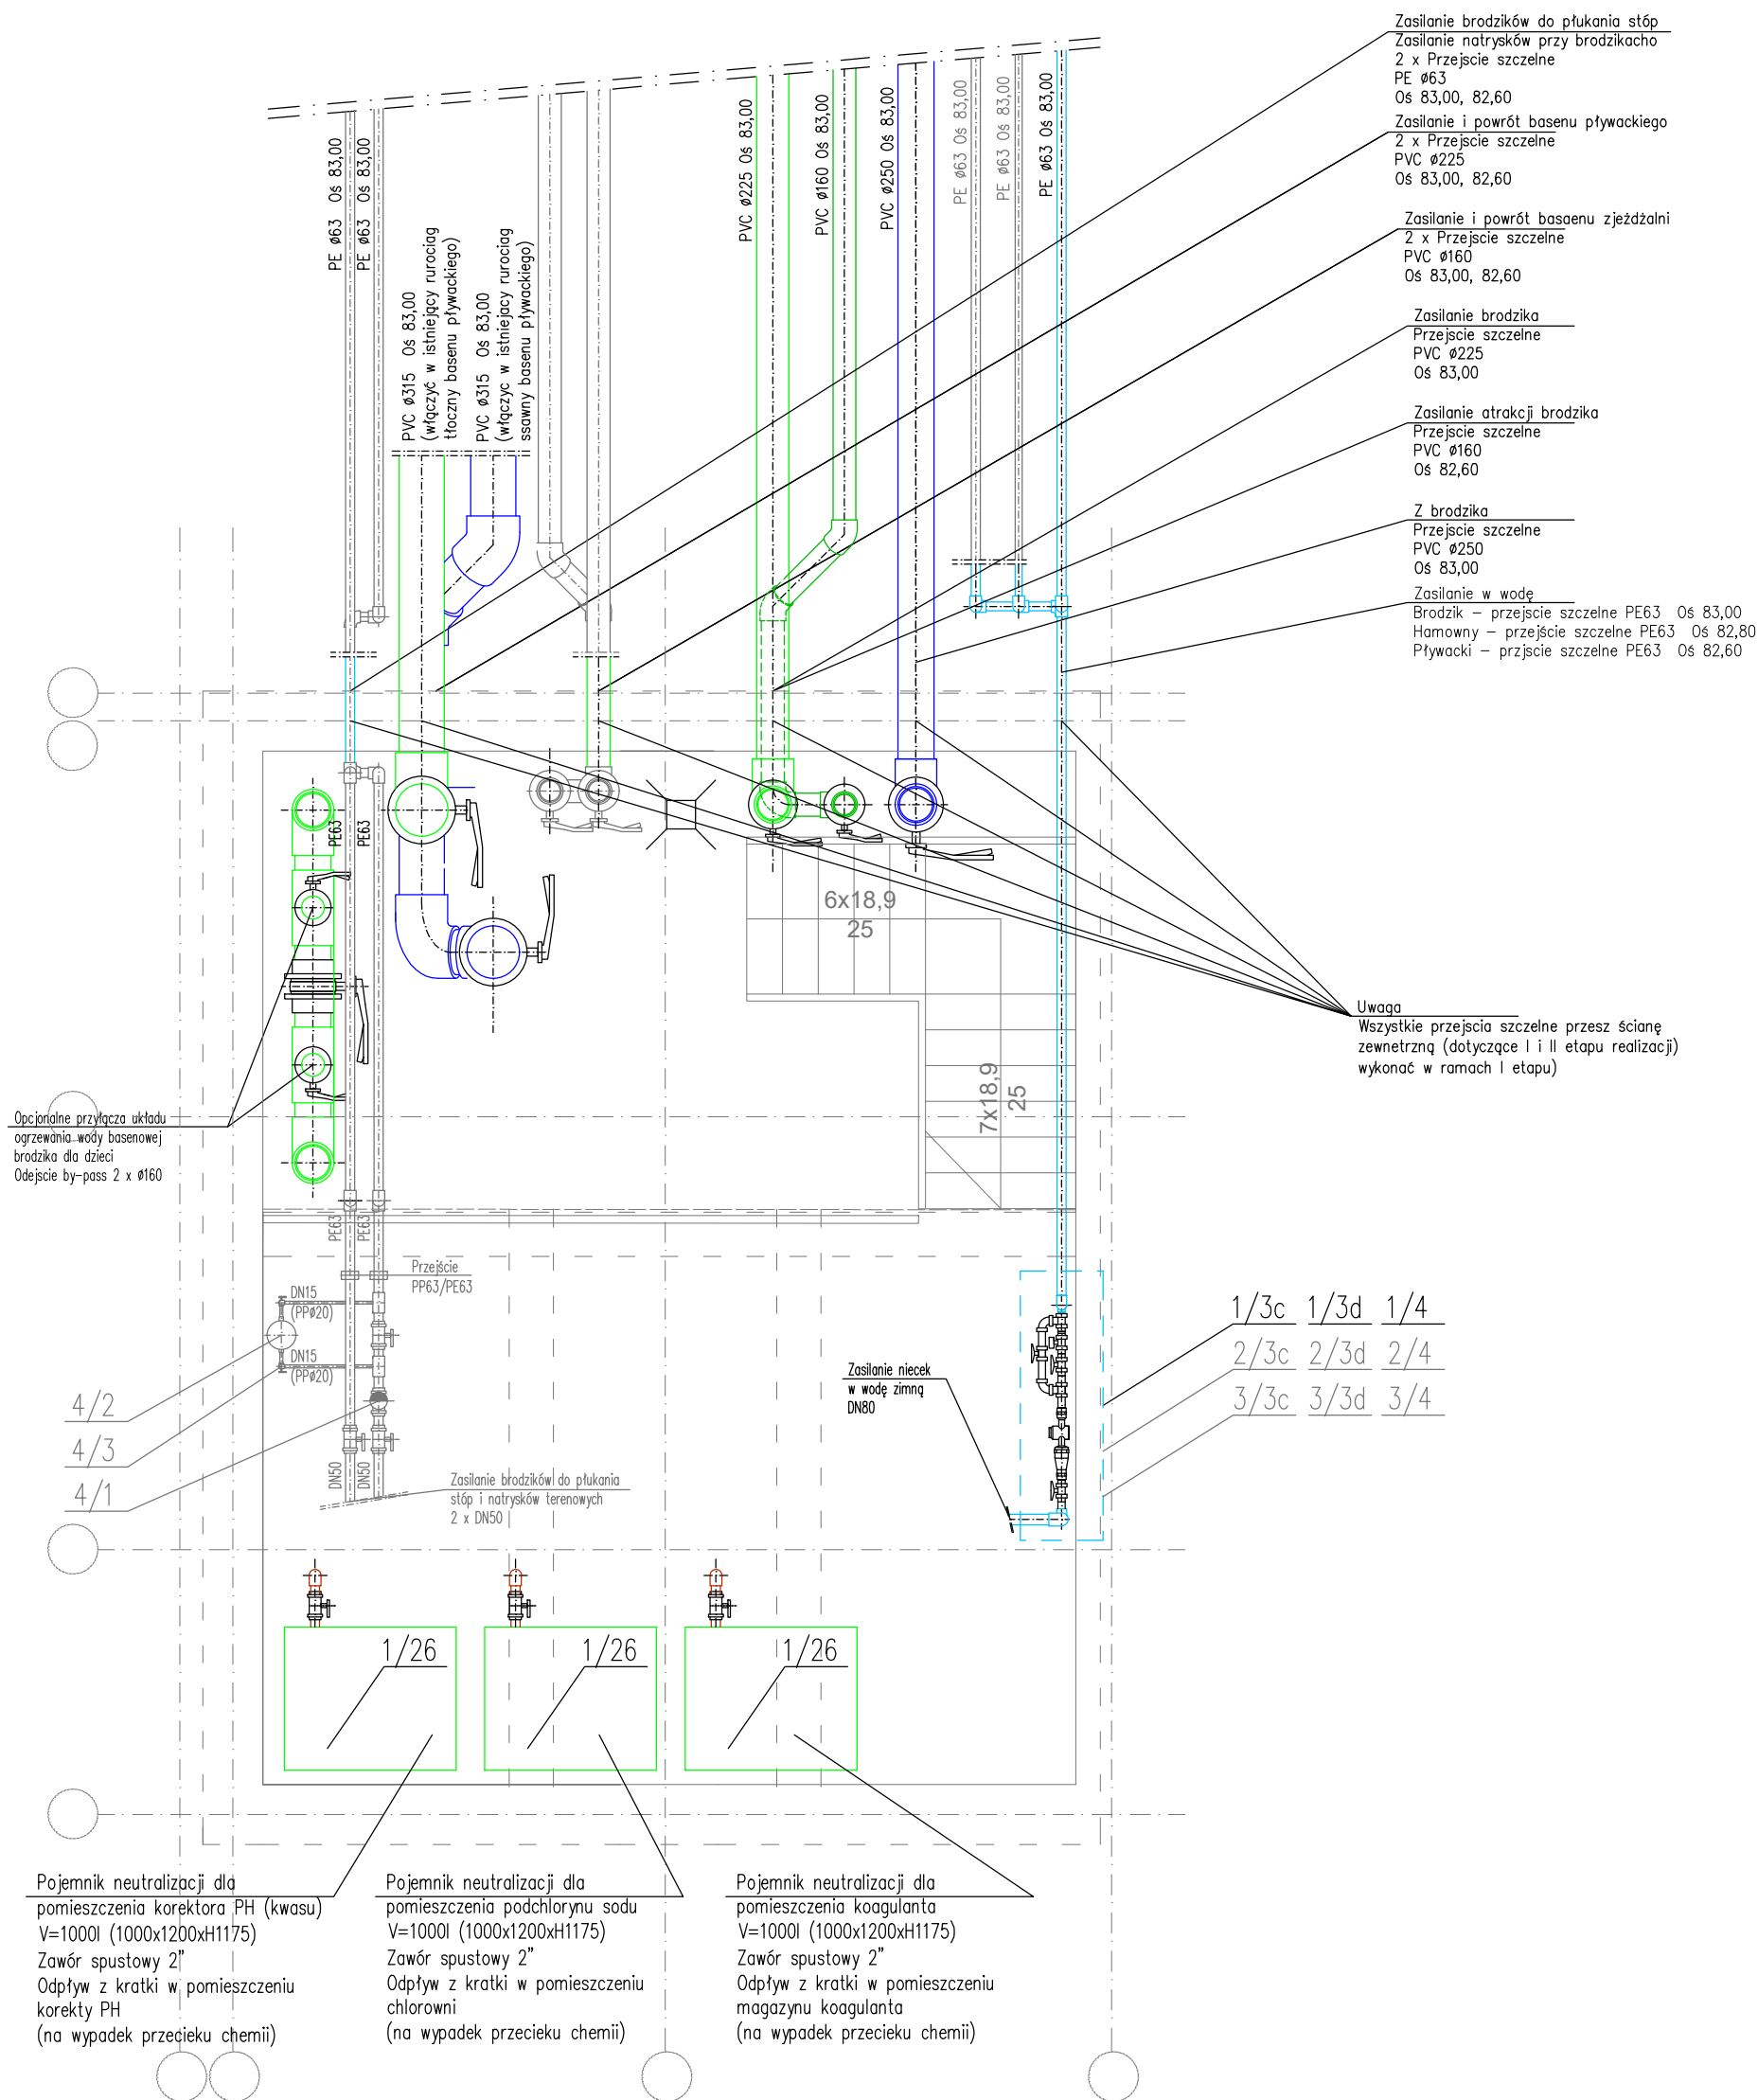 Zasilanie brodzików do płukania stóp
Zasilanie natrysków przy brodzikacho
2 x Przejscie szczelne
PE ø63
Oś 83,00, 82,60
Zasilanie i powrót basenu pływackiego
2 x Przejscie szczelne
PVC ø225
Oś 83,00, 82,60
Zasilanie i powrót basaenu zjeżdżalni
2 x Przejscie szczelne
PVC ø160
Oś 83,00, 82,60
Zasilanie brodzika
Przejscie szczelne
PVC ø225
Oś 83,00
Zasilanie atrakcji brodzika
Przejscie szczelne
PVC ø160
Oś 82,60
Z brodzika
Przejscie szczelne
PVC ø250
Oś 83,00
Zasilanie w wodę
Brodzik – przejscie szczelne PE63 Oś 83,00
Hamowny – przejście szczelne PE63 Oś 82,80
Pływacki – przjscie szczelne PE63 Oś 82,60
PE ø63 Oś 83,00
PE ø63 Oś 83,00
PVC ø315 Oś 83,00
(włączyć w istniejący rurociąg
tłoczny basenu pływackiego)
PVC ø315 Oś 83,00
(włączyc w istniejacy rurociąg
ssawny basenu pływackiego)
PVC ø225 Oś 83,00
PVC ø160 Oś 83,00
PVC ø250 Oś 83,00
PE ø63 Oś 83,00
PE ø63 Oś 83,00
PE ø63 Oś 83,00
PE63
PE63
6x18,9
25
7x18,9
25
Uwaga
Wszystkie przejscia szczelne przesz ścianę
zewnetrzną (dotyczące I i II etapu realizacji)
wykonać w ramach I etapu)
Opcjonalne przyłącza układu
ogrzewania wody basenowej
brodzika dla dzieci
Odejscie by-pass 2 x ø160
PE63
PE63
Przejście
PP63/PE63
DN15
(PPø20)
DN15
(PPø20)
4/2
4/3
4/1
DN50
DN50
Zasilanie brodzików do płukania
stóp i natrysków terenowych
2 x DN50
Zasilanie niecek
w wodę zimną
DN80
1/3c 1/3d 1/4
2/3c 2/3d 2/4
3/3c 3/3d 3/4
1/26
1/26
1/26
Pojemnik neutralizacji dla
pomieszczenia korektora PH (kwasu)
V=1000l (1000x1200xH1175)
Zawór spustowy 2"
Odpływ z kratki w pomieszczeniu
korekty PH
(na wypadek przecieku chemii)
Pojemnik neutralizacji dla
pomieszczenia podchlorynu sodu
V=1000l (1000x1200xH1175)
Zawór spustowy 2"
Odpływ z kratki w pomieszczeniu
chlorowni
(na wypadek przecieku chemii)
Pojemnik neutralizacji dla
pomieszczenia koagulanta
V=1000l (1000x1200xH1175)
Zawór spustowy 2"
Odpływ z kratki w pomieszczeniu
magazynu koagulanta
(na wypadek przecieku chemii)